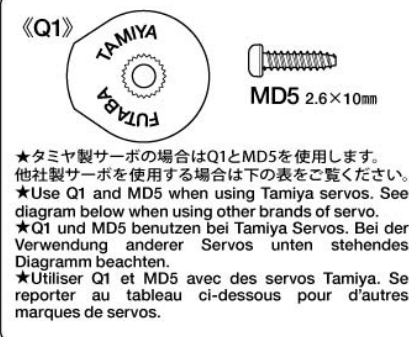 《Q1》
TAMIYA
FUTABA
MD5 2.6×10㎜
★タミヤ製サーボの場合はQ1とMD5を使用します。
他社製サーボを使用する場合は下の表をご覧ください。
★Use Q1 and MD5 when using Tamiya servos. See
diagram below when using other brands of servo.
★Q1 und MD5 benutzen bei Tamiya Servos. Bei der
Verwendung anderer Servos unten stehendes
Diagramm beachten.
★Utiliser Q1 et MD5 avec des servos Tamiya. Se
reporter au tableau ci-dessous pour d'autres
marques de servos.